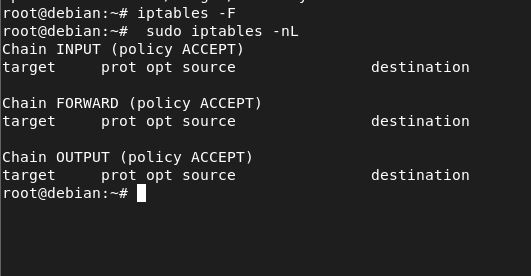 root@debian:~# iptables -F
root@debian:~#  sudo iptables -nL
Chain INPUT (policy ACCEPT)
target     prot opt source               destination

Chain FORWARD (policy ACCEPT)
target     prot opt source               destination

Chain OUTPUT (policy ACCEPT)
target     prot opt source               destination
root@debian:~#